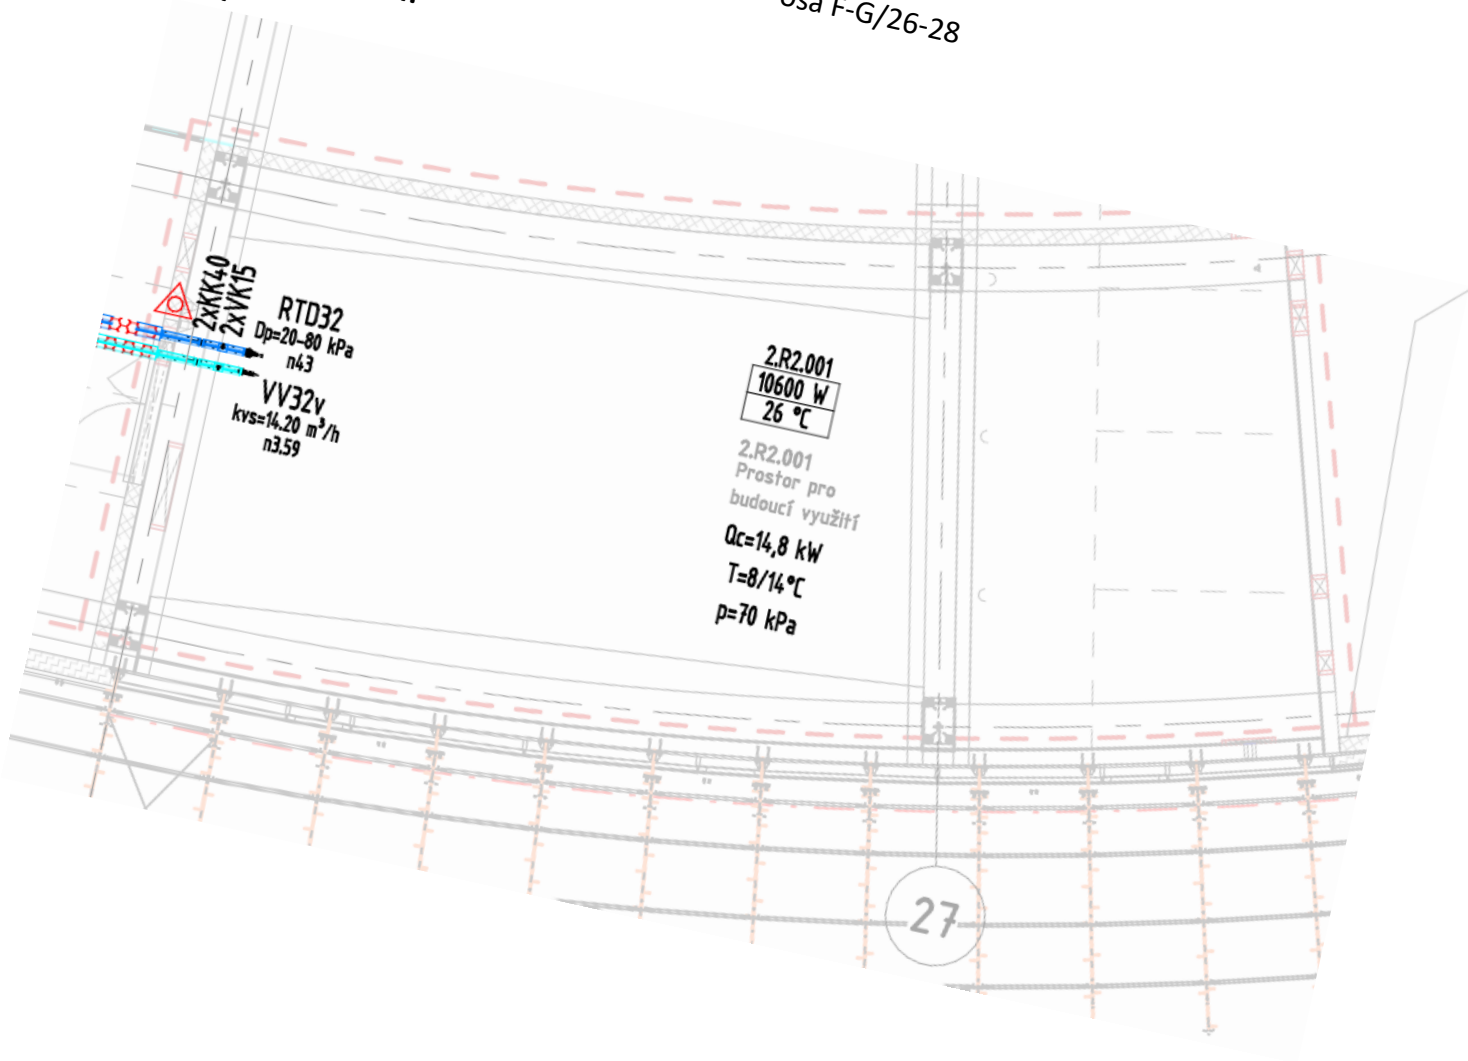 osa F-G/26-28
2xKK40
2xVK15
RTD32
Dp=20-80 kPa
n43
VV32v
kvs=14.20 m³/h
n3.59
2.R2.001
10600 W
26 °C
2.R2.001
Prostor pro
budoucí využití
Qc=14,8 kW
T=8/14°C
p=70 kPa
27